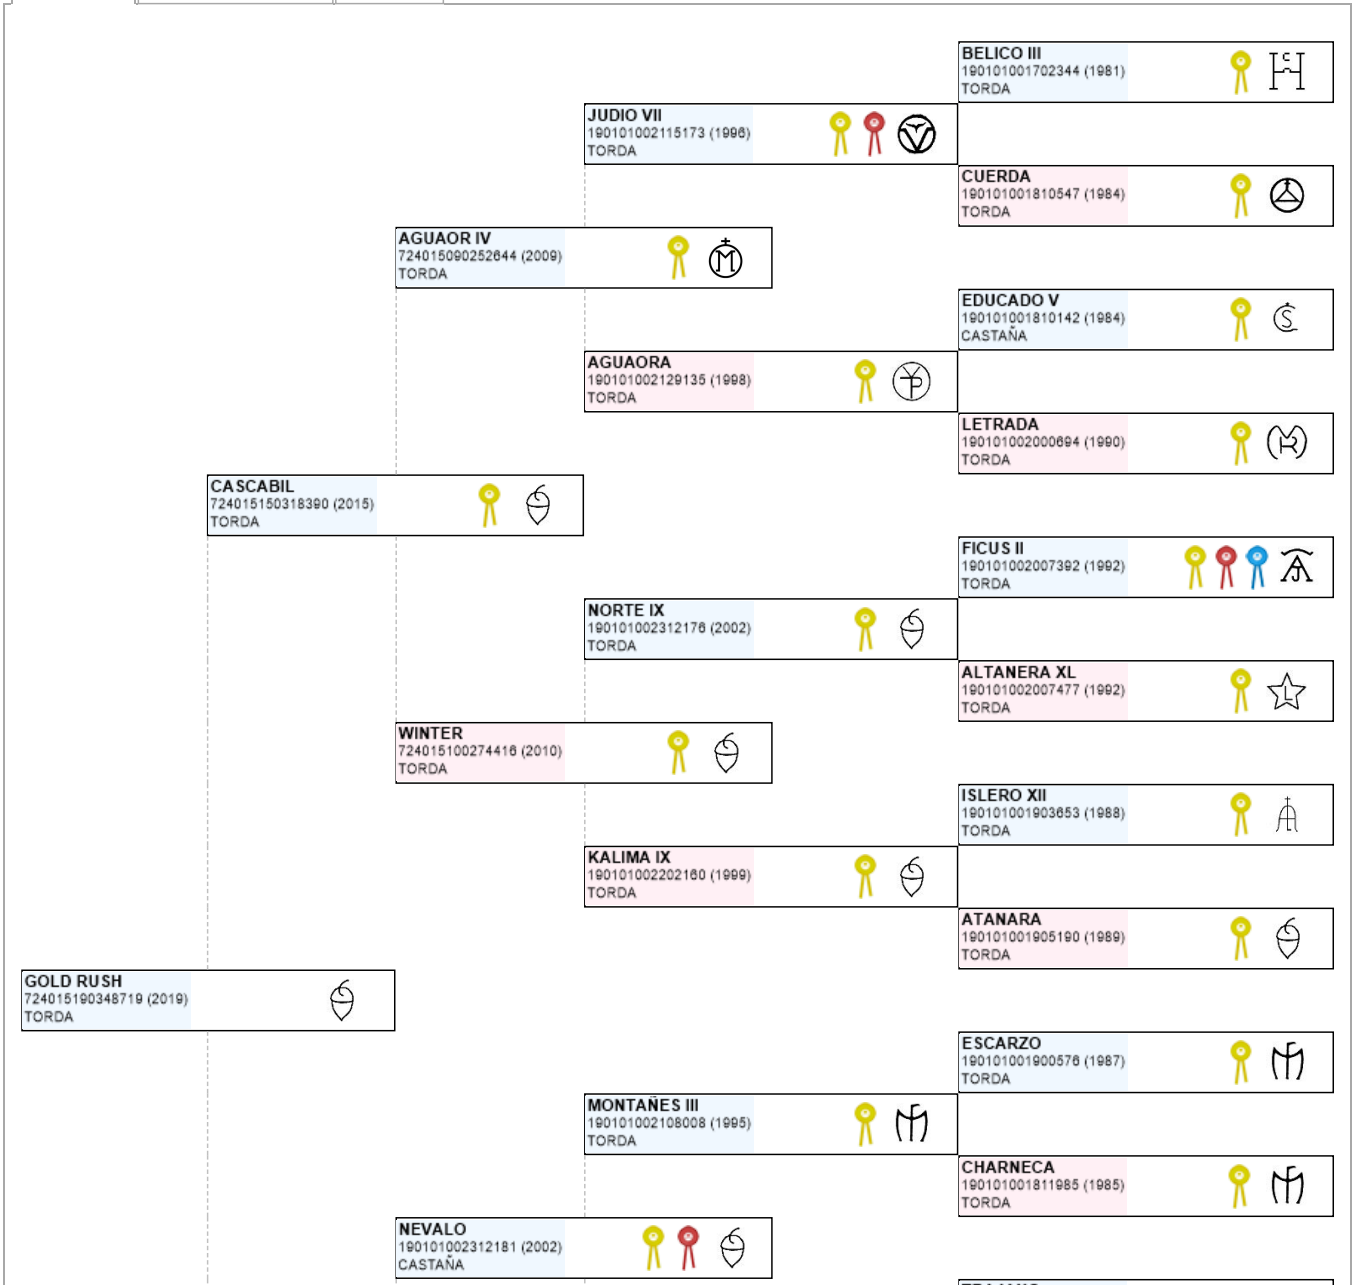 BELICO III
190101001702344 (1981)
TORDA
JUDIO VII
190101002115173 (1996)
TORDA
CUERDA
190101001810547 (1984)
TORDA
AGUAOR IV
724015090252644 (2009)
TORDA
EDUCADO V
190101001810142 (1984)
CASTAÑA
AGUAORA
190101002129135 (1998)
TORDA
LETRADA
190101002000694 (1990)
TORDA
CASCABIL
724015150318390 (2015)
TORDA
FICUS II
190101002007392 (1992)
TORDA
NORTE IX
190101002312176 (2002)
TORDA
ALTANERA XL
190101002007477 (1992)
TORDA
WINTER
724015100274416 (2010)
TORDA
ISLERO XII
190101001903653 (1988)
TORDA
KALIMA IX
190101002202160 (1999)
TORDA
ATANARA
190101001905190 (1989)
TORDA
GOLD RUSH
724015190348719 (2019)
TORDA
ESCARZO
190101001900576 (1987)
TORDA
MONTAÑES III
190101002108008 (1995)
TORDA
CHARNECA
190101001811985 (1985)
TORDA
NEVALO
190101002312181 (2002)
CASTAÑA